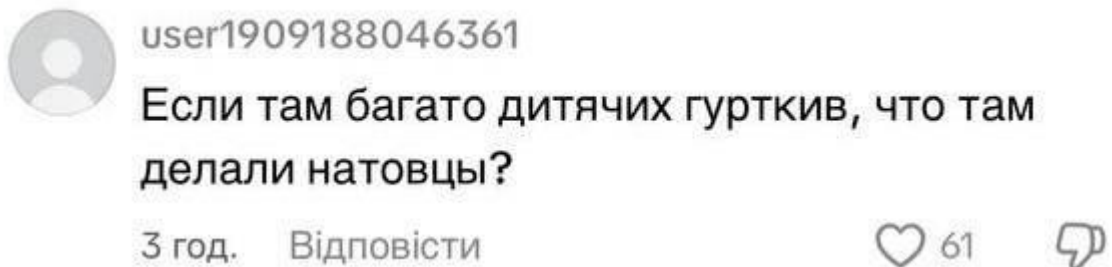 user1909188046361
Если там багато дитячих гурткив, что там
делали натовцы?
3 год. Відповісти 61